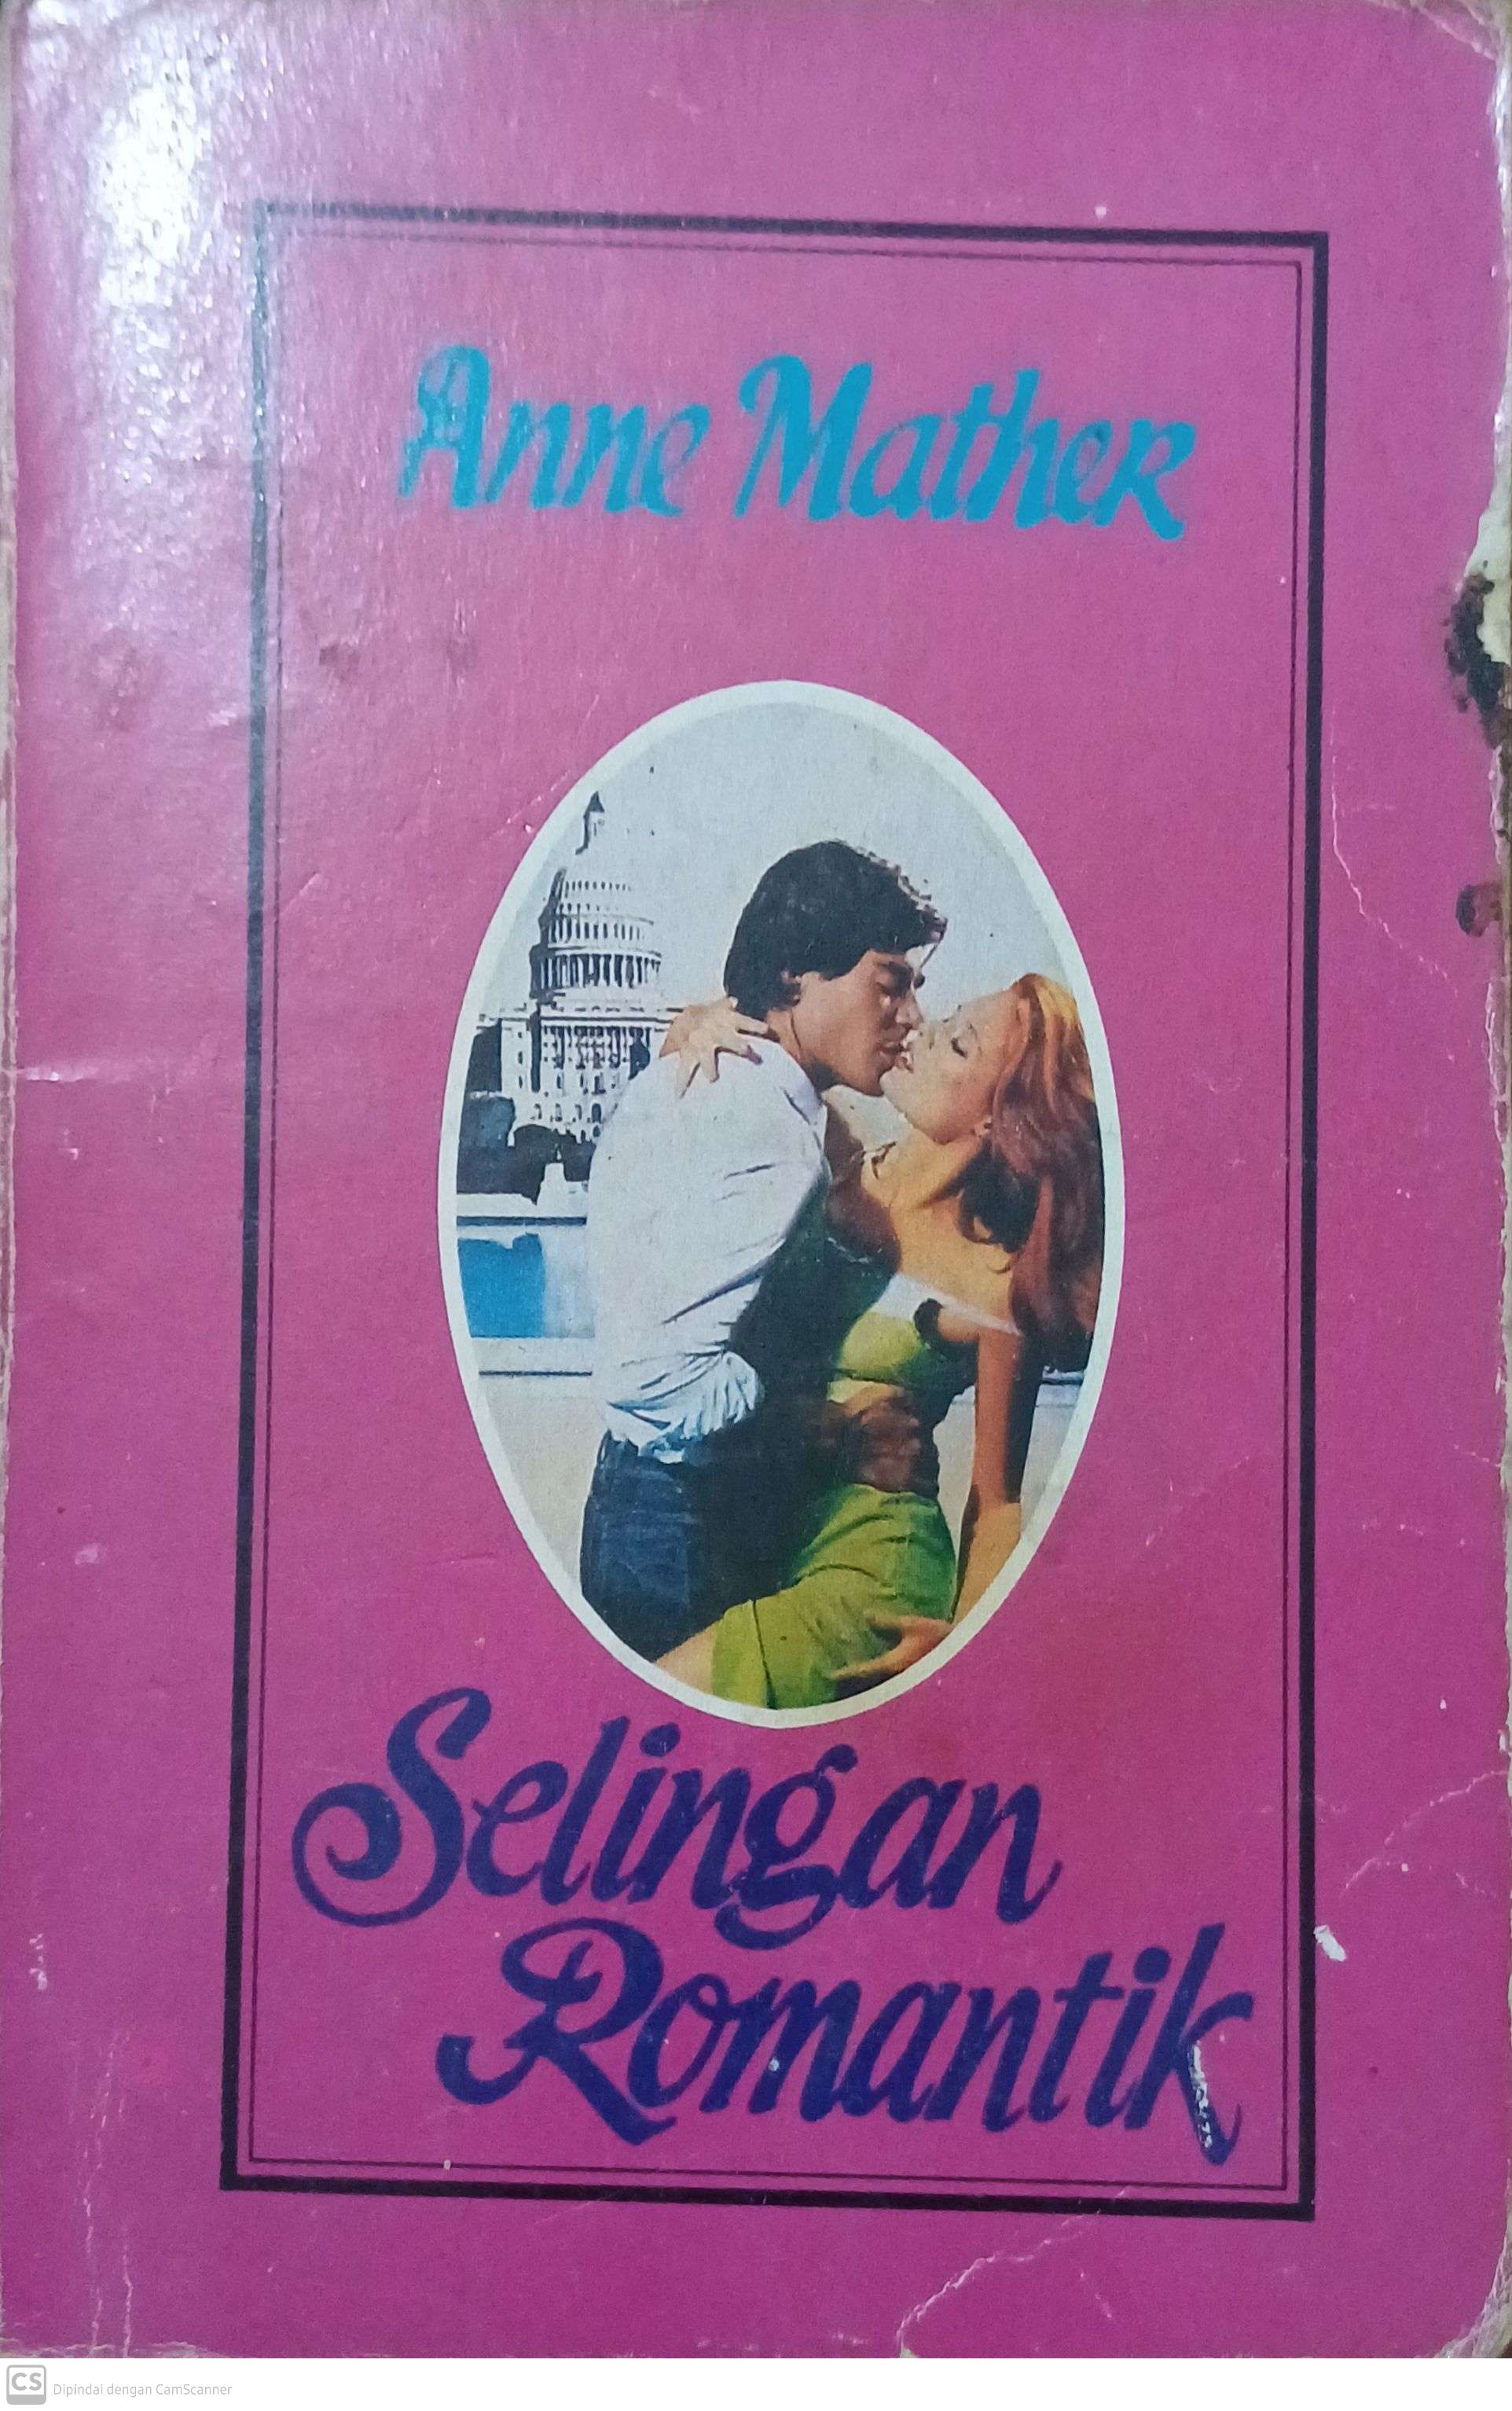 Anne Mather
Selingan
Romantik
CS Dipindai dengan CamScanner